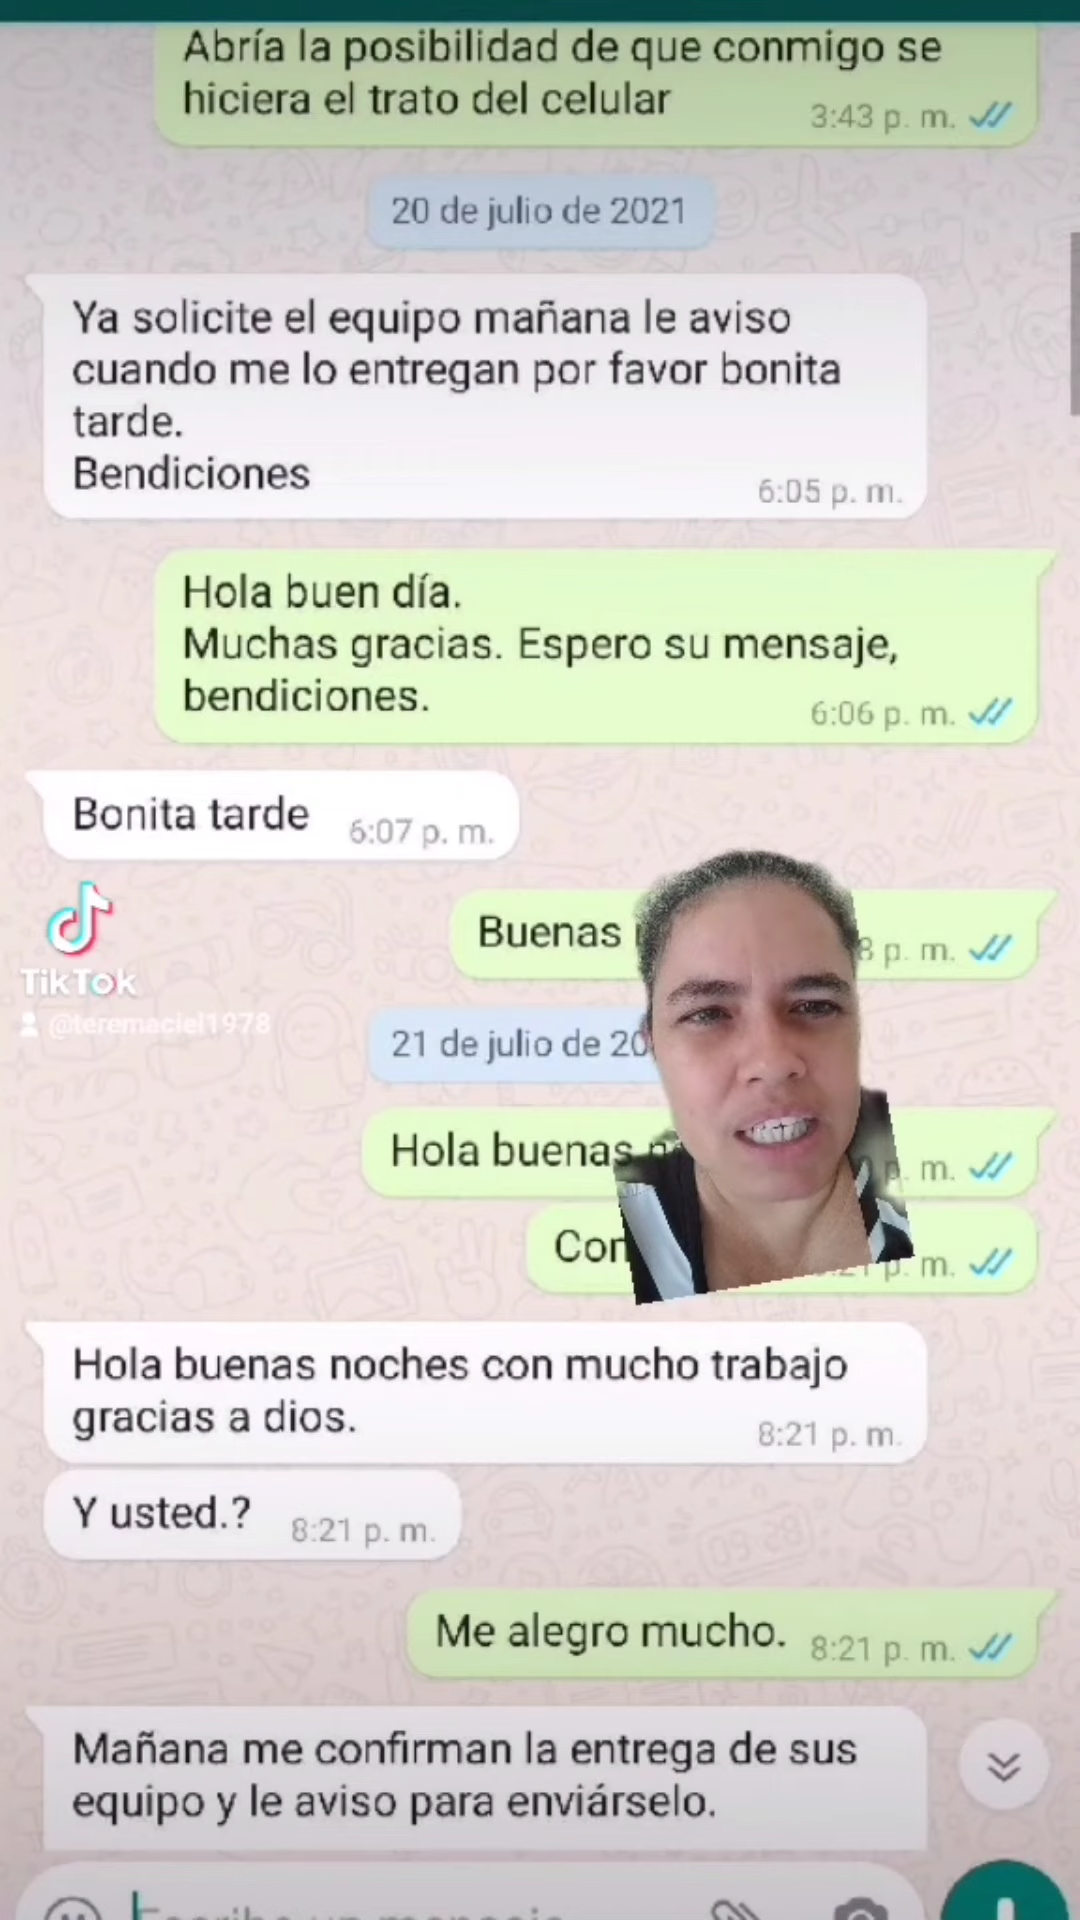 Abría la posibilidad de que conmigo se
hiciera el trato del celular
3:43 p. m.
20 de julio de 2021
Ya solicite el equipo mañana le aviso
cuando me lo entregan por favor bonita
tarde.
Bendiciones
6:05 p. m.
Hola buen día.
Muchas gracias. Espero su mensaje,
bendiciones.
6:06 p. m.
Bonita tarde 6:07 p. m.
TikTok
@teremaciel1978
Buenas p. m.
21 de julio de
Hola buenas m.
p. m.
Hola buenas noches con mucho trabajo
gracias a dios.
8:21 p. m.
Y usted.? 8:21 p. m.
Me alegro mucho. 8:21 p. m.
Mañana me confirman la entrega de sus
equipo y le aviso para enviárselo.